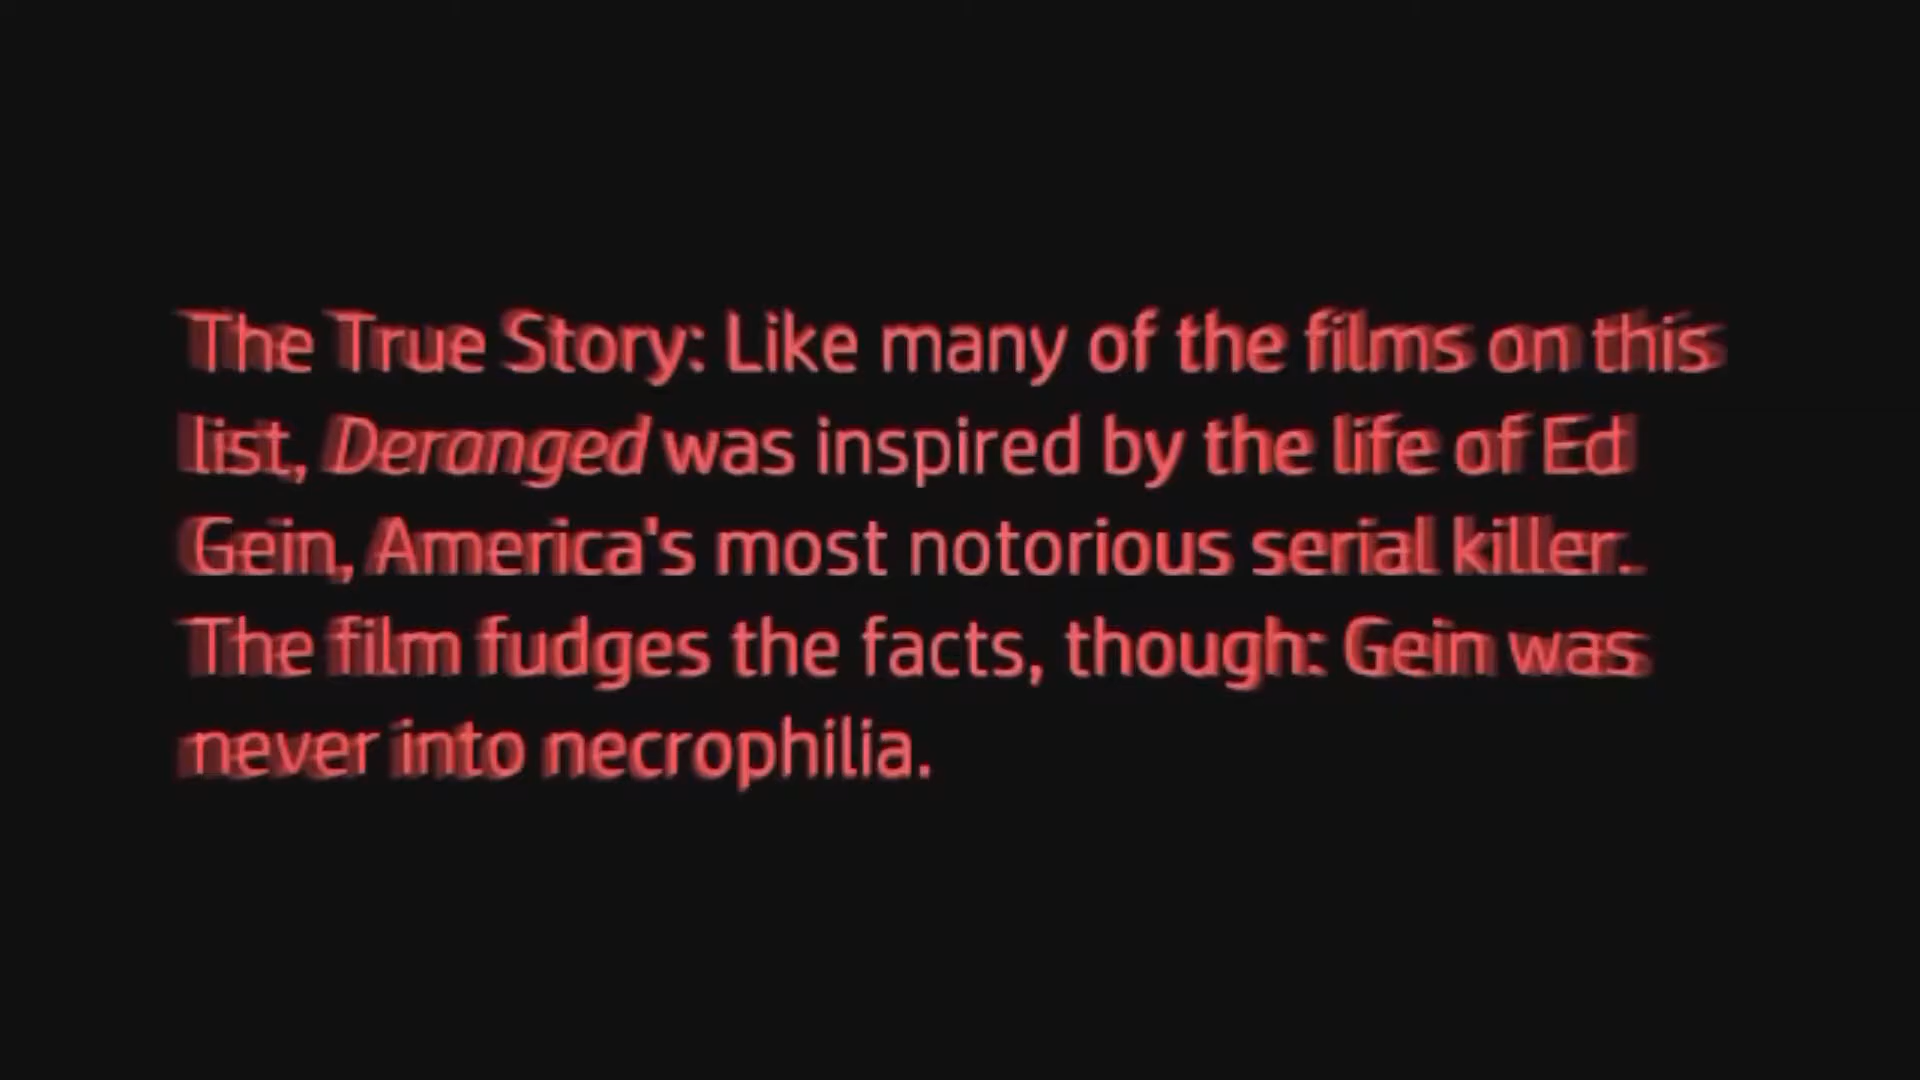 The True Story: Like many of the films on this
list, Deranged was inspired by the life of Ed
Gein, America's most notorious serial killer.
The film fudges the facts, though: Gein was
never into necrophilia.